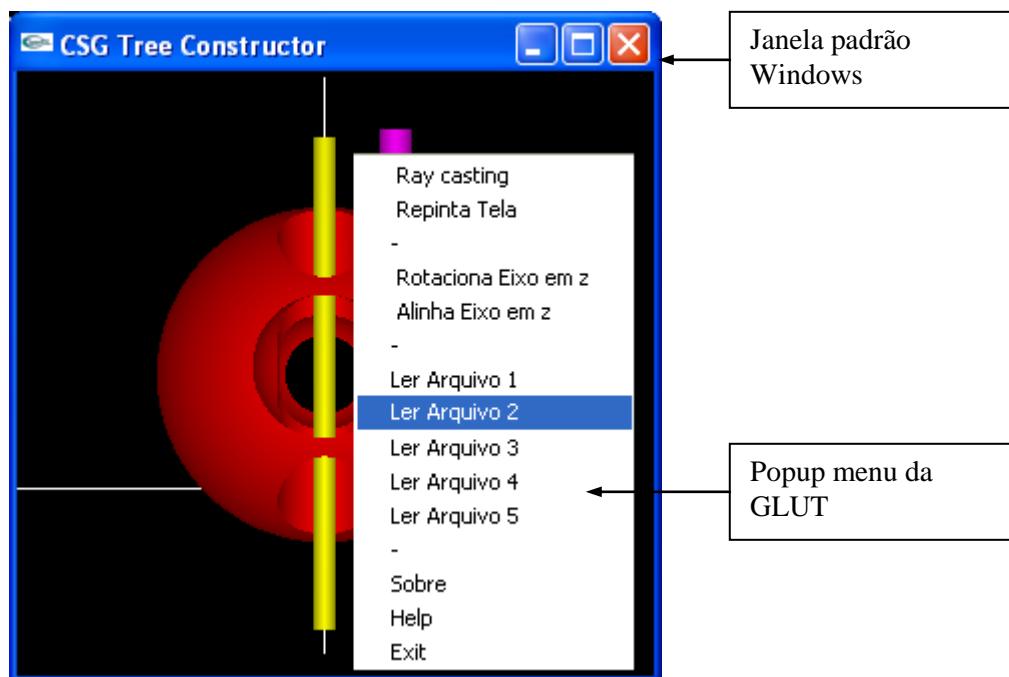 CSG Tree Constructor
Janela padrão
Windows
Ray casting
Repinta Tela
-
Rotaciona Eixo em z
Alinha Eixo em z
-
Ler Arquivo 1
Ler Arquivo 2
Ler Arquivo 3
Ler Arquivo 4
Ler Arquivo 5
-
Sobre
Help
Exit
Popup menu da
GLUT